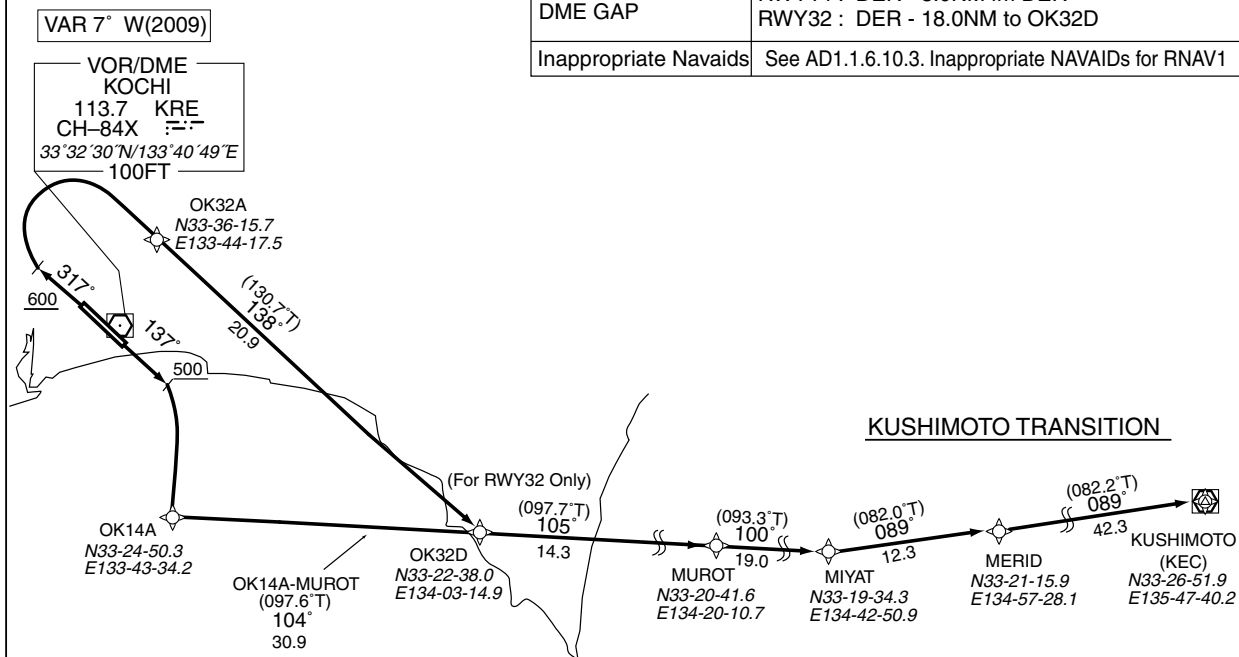 VAR 7° W(2009)
DME GAP
RWY32 : DER - 18.0NM to OK32D
Inappropriate Navaids
See AD1.1.6.10.3. Inappropriate NAVAIDs for RNAV1
VOR/DME
KOCHI
113.7 KRE
CH–84X
33°32´30˝N/133°40´49˝E
100FT
OK32A
N33-36-15.7
E133-44-17.5
317°
600
137°
500
(130.7°T)
138°
20.9
KUSHIMOTO TRANSITION
(For RWY32 Only)
(097.7°T)
105°
14.3
(093.3°T)
100°
19.0
(082.0°T)
089°
12.3
(082.2°T)
089°
42.3
OK14A
N33-24-50.3
E133-43-34.2
OK14A-MUROT
(097.6°T)
104°
30.9
OK32D
N33-22-38.0
E134-03-14.9
MUROT
N33-20-41.6
E134-20-10.7
MIYAT
N33-19-34.3
E134-42-50.9
MERID
N33-21-15.9
E134-57-28.1
KUSHIMOTO
(KEC)
N33-26-51.9
E135-47-40.2